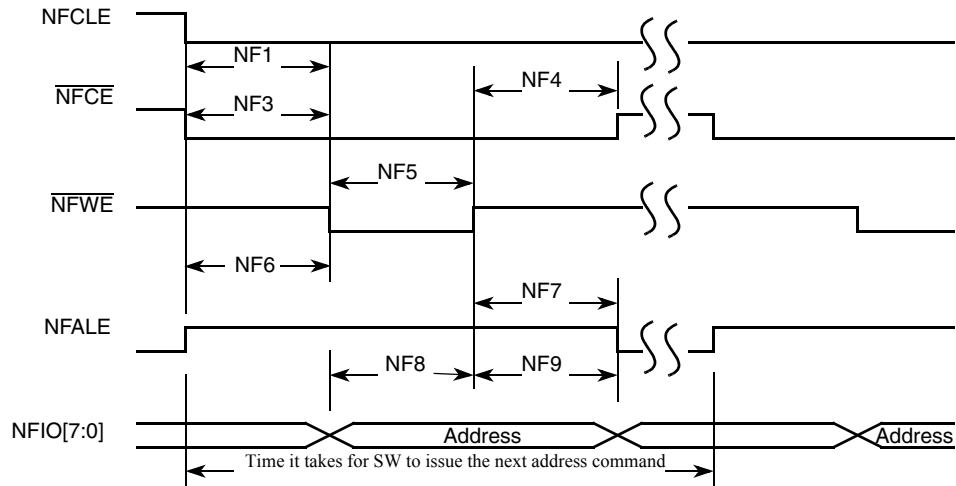 NFCLE
NF1
NF4
NFCE
NF3
NF5
NFWE
NF6
NF7
NFALE
NF8
NF9
NFIO[7:0]
Address
Address
Time it takes for SW to issue the next address command